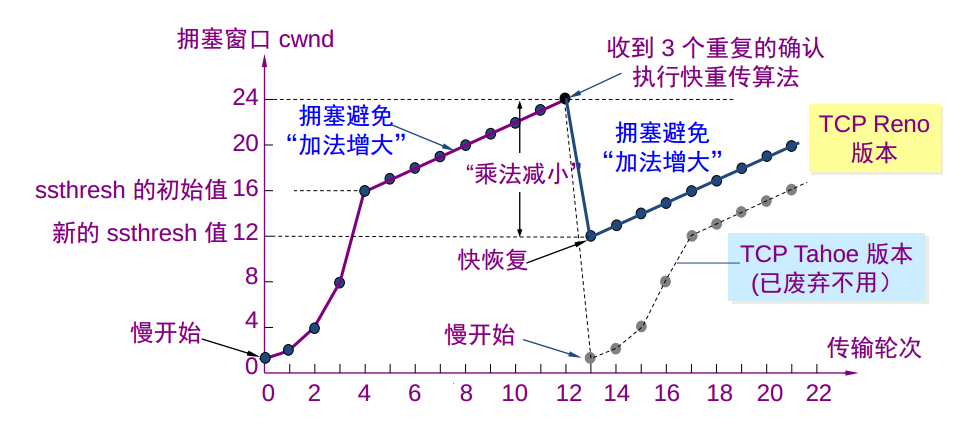 拥塞窗口 cwnd
收到 3 个重复的确认
执行快重传算法
24
拥塞避免
“加法增大”
拥塞避免
“加法增大”
TCP Reno
版本
20
“乘法减小”
ssthresh 的初始值 16
新的 ssthresh 值 12
快恢复
TCP Tahoe 版本
(已废弃不用）
8
4
慢开始
慢开始
传输轮次
0
0 2 4 6 8 10 12 14 16 18 20 22